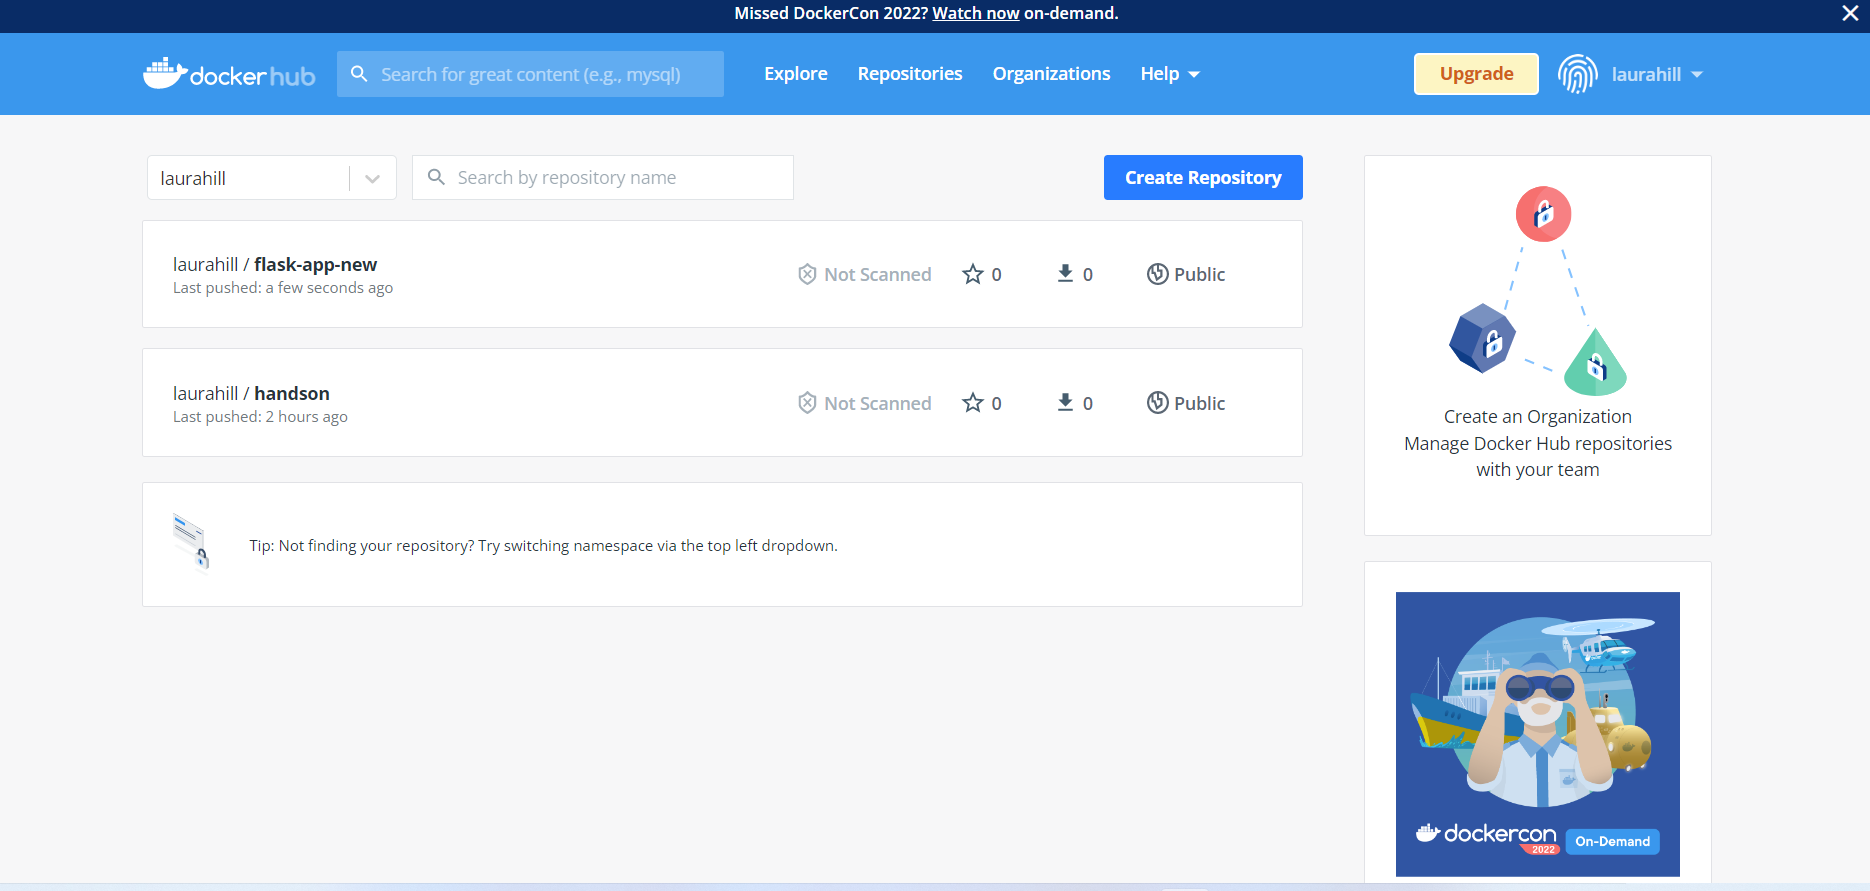 Missed DockerCon 2022? Watch now on-demand.
dockerhub
Search for great content (e.g., mysql)
Explore
Repositories
Organizations
Help
Upgrade
laurahill
laurahill
Search by repository name
Create Repository
laurahill / flask-app-new
Last pushed: a few seconds ago
Not Scanned
0
0
Public
laurahill / handson
Last pushed: 2 hours ago
Not Scanned
0
0
Public
Tip: Not finding your repository? Try switching namespace via the top left dropdown.
Create an Organization
Manage Docker Hub repositories
with your team
dockercon
2022
On-Demand